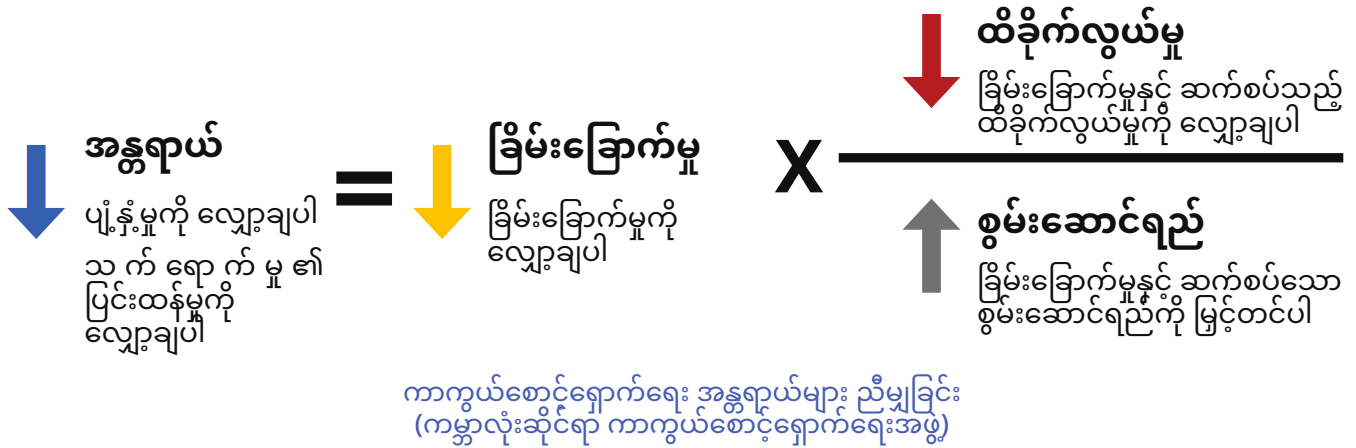 အန္တရာယ်
ပျံ့နှံ့မှုကို လျှော့ချပါ
သ က် ရော က် မှု ၏
ပြင်းထန်မှုကို
လျှော့ချပါ
=
ခြိမ်းခြောက်မှု
ခြိမ်းခြောက်မှုကို
လျှော့ချပါ
X
ထိခိုက်လွယ်မှု
ခြိမ်းခြောက်မှုနှင့် ဆက်စပ်သည့်
ထိခိုက်လွယ်မှုကို လျှော့ချပါ
စွမ်းဆောင်ရည်
ခြိမ်းခြောက်မှုနှင့် ဆက်စပ်သော
စွမ်းဆောင်ရည်ကို မြှင့်တင်ပါ
ကာကွယ်စောင့်ရှောက်ရေး အန္တရာယ်များ ညီမျှခြင်း
(ကမ္ဘာလုံးဆိုင်ရာ ကာကွယ်စောင့်ရှောက်ရေးအဖွဲ့)